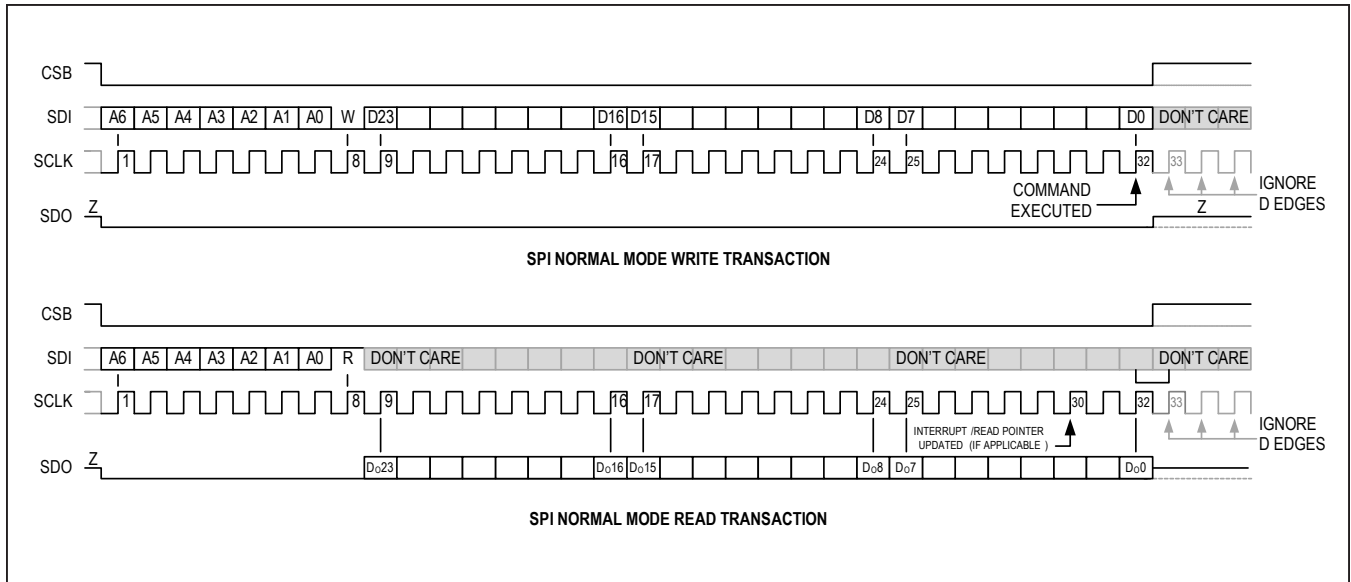 CSB
SDI A6 A5 A4 A3 A2 A1 A0 W D23 D16 D15 D8 D7 D0 DON'T CARE
SCLK 1 8 9 16 17 24 25 32 33
COMMAND
EXECUTED
IGNORE
D EDGES
SDO Z Z
SPI NORMAL MODE WRITE TRANSACTION
CSB
SDI A6 A5 A4 A3 A2 A1 A0 R DON'T CARE DON'T CARE DON'T CARE DON'T CARE
SCLK 1 8 9 16 17 24 25 30 32 33
INTERRUPT /READ POINTER
UPDATED (IF APPLICABLE )
IGNORE
D EDGES
SDO Z Do23 Do16 Do15 Do8 Do7 Do0
SPI NORMAL MODE READ TRANSACTION